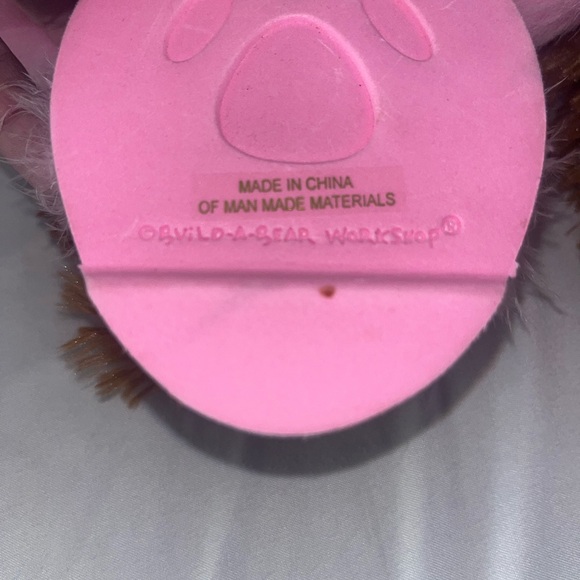 MADE IN CHINA
OF MAN MADE MATERIALS
©BUILD-A-BEAR WORKSHOP®